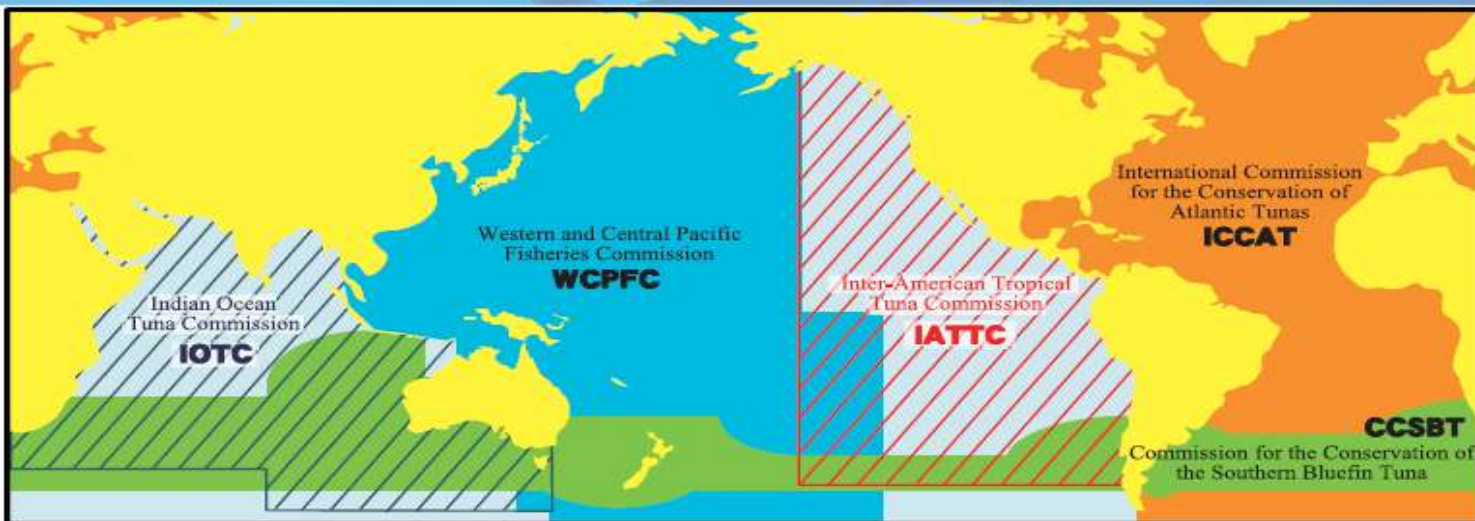 Indian Ocean
Tuna Commission
IOTC
Western and Central Pacific
Fisheries Commission
WCPFC
Inter-American Tropical
Tuna Commission
IATTC
International Commission
for the Conservation of
Atlantic Tunas
ICCAT
CCSBT
Commission for the Conservation of
the Southern Bluefin Tuna